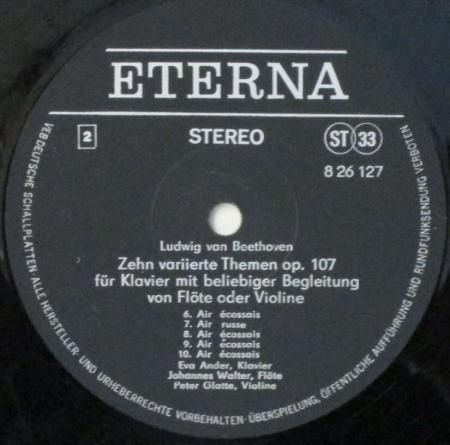 ETERNA
2
STEREO
ST 33
8 26 127
Ludwig van Beethoven
Zehn variierte Themen op. 107
für Klavier mit beliebiger Begleitung
von Flöte oder Violine
6. Air écossais
7. Air russe
8. Air écossais
9. Air écossais
10. Air écossais
Eva Ander, Klavier
Johannes Walter, Flöte
Peter Glatte, Violine
VEB DEUTSCHE SCHALLPLATTEN ALLE HERSTELLER- UND URHEBERRECHTE VORBEHALTEN · ÜBERSPIELUNG, ÖFFENTLICHE AUFFÜHRUNG UND RUNDFUNKSENDUNG VERBOTEN